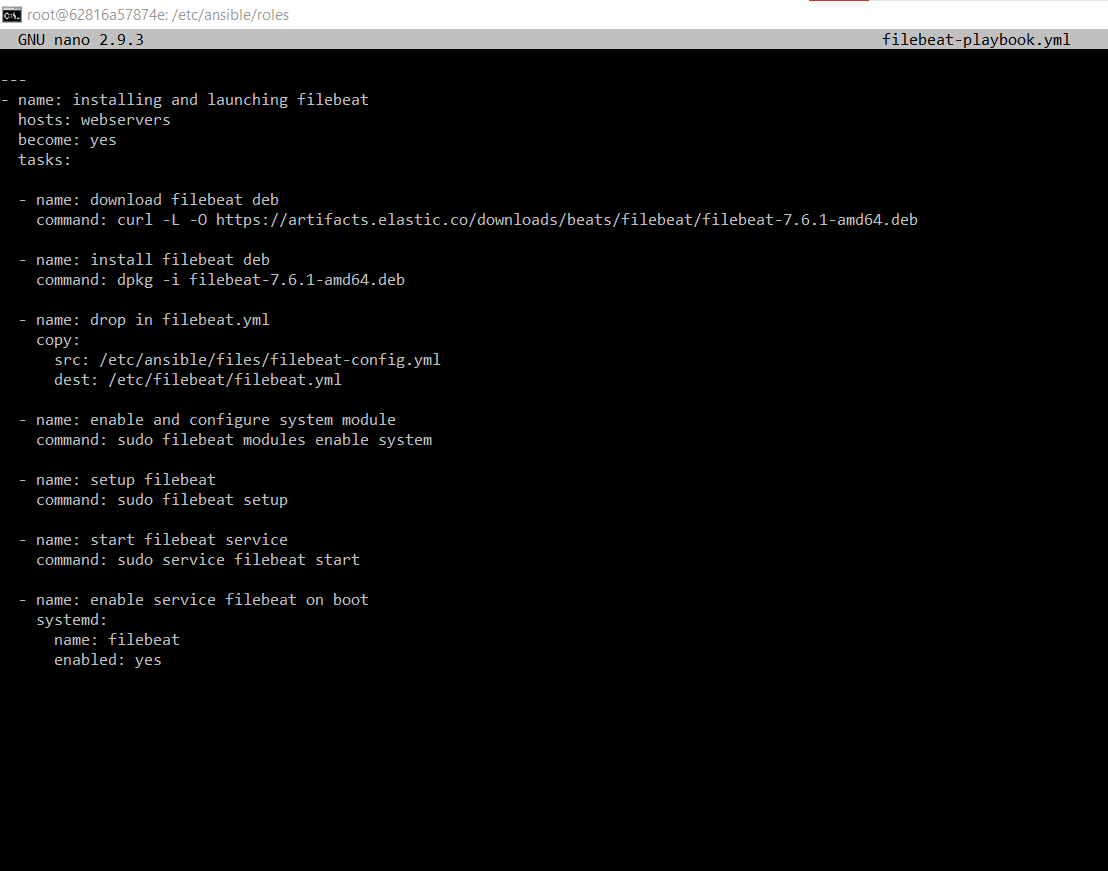 root@62816a57874e: /etc/ansible/roles
GNU nano 2.9.3 filebeat-playbook.yml
---
- name: installing and launching filebeat
  hosts: webservers
  become: yes
  tasks:

  - name: download filebeat deb
    command: curl -L -O https://artifacts.elastic.co/downloads/beats/filebeat/filebeat-7.6.1-amd64.deb

  - name: install filebeat deb
    command: dpkg -i filebeat-7.6.1-amd64.deb

  - name: drop in filebeat.yml
    copy:
      src: /etc/ansible/files/filebeat-config.yml
      dest: /etc/filebeat/filebeat.yml

  - name: enable and configure system module
    command: sudo filebeat modules enable system

  - name: setup filebeat
    command: sudo filebeat setup

  - name: start filebeat service
    command: sudo service filebeat start

  - name: enable service filebeat on boot
    systemd:
      name: filebeat
      enabled: yes